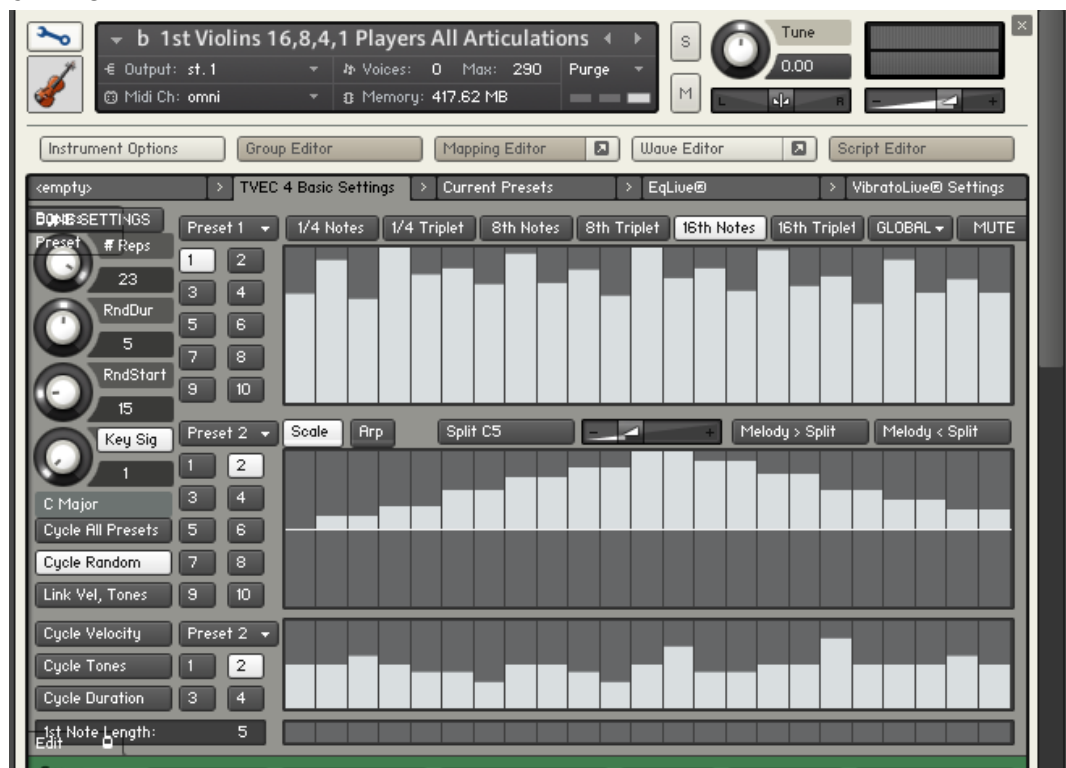 b 1st Violins 16,8,4,1 Players All Articulations
S
Tune
Output: st.1
Voices: 0 Max: 290 Purge
0.00
Midi Ch: omni
Memory: 417.62 MB
M
L R
- +
Instrument Options Group Editor Mapping Editor Wave Editor Script Editor
<empty> > TVEC 4 Basic Settings > Current Presets > EqLive® > VibratoLive® Settings
SETTINGS
Preset 1
1/4 Notes 1/4 Triplet 8th Notes 8th Triplet 16th Notes 16th Triplet GLOBAL MUTE
Preset
# Reps
23
1 2
3 4
RndDur
5
5 6
7 8
RndStart
15
9 10
Key Sig
1
Preset 2 Scale Arp Split C5 - + Melody > Split Melody < Split
1 2
C Major
3 4
Cycle All Presets
5 6
Cycle Random
7 8
Link Vel, Tones
9 10
Cycle Velocity
Preset 2
Cycle Tones
1 2
Cycle Duration
3 4
1st Note Length: 5
Edit